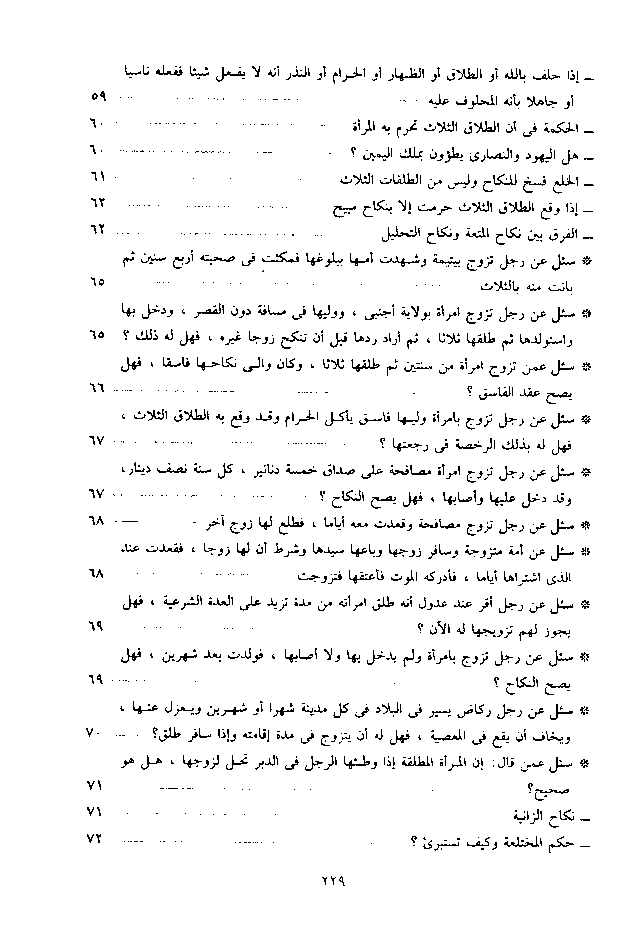 ــ إذا حلف بالله أو الطلاق أو الظهار أو الحرام أو النذر أنه لا يفعل شيئا ففعله ناسيا
أو جاهلا بأنه المحلوف عليه ٥٩
ــ الحكمة فى أن الطلاق الثلاث تحرم به المرأة ٦٠
ــ هل اليهود والنصارى يطؤون بملك اليمين ؟ ٦٠
ــ الخلع فسخ للنكاح وليس من الطلقات الثلاث ٦١
ــ إذا وقع الطلاق الثلاث حرمت إلا بنكاح مبيح ٦٢
ــ الفرق بين نكاح المتعة ونكاح التحليل ٦٢
* سئل عن رجل تزوج بيتيمة وشهدت أمها ببلوغها فمكثت فى صحبته أربع سنين ثم
بانت منه بالثلاث ٦٥
* سئل عن رجل تزوج امرأة بولاية أجنبى ، ووليها فى مسافة دون القصر ، ودخل بها
واستولدها ثم طلقها ثلاثا ، ثم أراد ردها قبل أن تنكح زوجا غيره ، فهل له ذلك ؟ ٦٥
* سئل عمن تزوج امرأة من سنتين ثم طلقها ثلاثا ، وكان والى نكاحها فاسقا ، فهل
يصح عقد الفاسق ؟ ٦٦
* سئل عن رجل تزوج بامرأة وليها فاسق يأكل الحرام وقد وقع به الطلاق الثلاث ،
فهل له بذلك الرخصة فى رجعتها ؟ ٦٧
* سئل عن رجل تزوج امرأة مصافحة على صداق خمسة دنانير ، كل سنة نصف دينار،
وقد دخل عليها وأصابها ، فهل يصح النكاح ؟ ٦٧
* سئل عن رجل تزوج مصافحة وقعدت معه أياما ، فطلع لها زوج آخر ٦٨
* سئل عن أمة متزوجة وسافر زوجها وباعها سيدها وشرط أن لها زوجا ، فقعدت عند
الذى اشتراها أياما ، فأدركه الموت فأعتقها فتزوجت ٦٨
* سئل عن رجل أقر عند عدول أنه طلق امرأته من مدة تزيد على العدة الشرعية ، فهل
يجوز لهم تزويجها له الآن ؟ ٦٩
* سئل عن رجل تزوج بامرأة ولم يدخل بها ولا أصابها ، فولدت بعد شهرين ، فهل
يصح النكاح ؟ ٦٩
* سئل عن رجل ركاض يسير فى البلاد فى كل مدينة شهرا أو شهرين ويعزل عنها ،
ويخاف أن يقع فى المعصية ، فهل له أن يتزوج فى مدة إقامته وإذا سافر طلق؟ ٧٠
* سئل عمن قال: إن المرأة المطلقة إذا وطئها الرجل فى الدبر تحل لزوجها ، هل هو
صحيح؟ ٧١
ــ نكاح الزانية ٧١
ــ حكم المختلعة وكيف تستبرئ ؟ ٧٢
٢٢٩